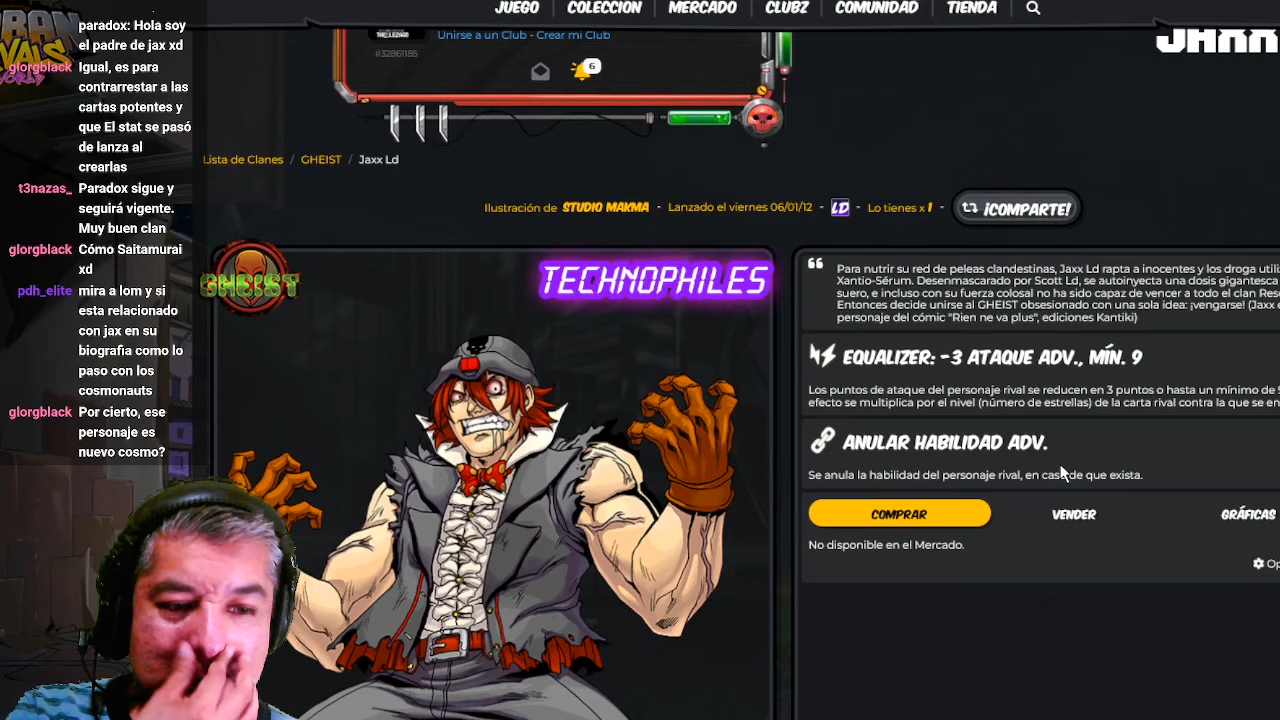 JUEGO COLECCIÓN MERCADO CLUBZ COMUNIDAD TIENDA
JHXX
paradox: Hola soy
el padre de jax xd
glorgblack Igual, es para
contrarrestar a las
cartas potentes y
que El stat se pasó
de lanza al
crearlas
t3nazas_ Paradox sigue y
seguirá vigente.
Muy buen clan
glorgblack Cómo Saitamurai
xd
pdh_elite mira a lom y si
esta relacionado
con jax en su
biografia como lo
paso con los
cosmonauts
glorgblack Por cierto, ese
personaje es
nuevo cosmo?
Unirse a un Club - Crear mi Club
#32861185
6
Lista de Clanes / GHEIST / Jaxx Ld
Ilustración de STUDIO MAKMA - Lanzado el viernes 06/01/12 - LD - Lo tienes x 1 - ¡COMPARTE!
GHEIST
TECHNOPHILES
Para nutrir su red de peleas clandestinas, Jaxx Ld rapta a inocentes y los droga utili
Xantio-Sérum. Desenmascarado por Scott Ld, se autoinyecta una dosis gigantesca
suero, e incluso con su fuerza colosal no ha sido capaz de vencer a todo el clan Resc
Entonces decide unirse al GHEIST obsesionado con una sola idea: ¡vengarse! (Jaxx e
personaje del cómic "Rien ne va plus", ediciones Kantiki)
EQUALIZER: -3 ATAQUE ADV., MÍN. 9
Los puntos de ataque del personaje rival se reducen en 3 puntos o hasta un mínimo de 9
efecto se multiplica por el nivel (número de estrellas) de la carta rival contra la que se en
ANULAR HABILIDAD ADV.
Se anula la habilidad del personaje rival, en caso de que exista.
COMPRAR VENDER GRÁFICAS
No disponible en el Mercado.
Op